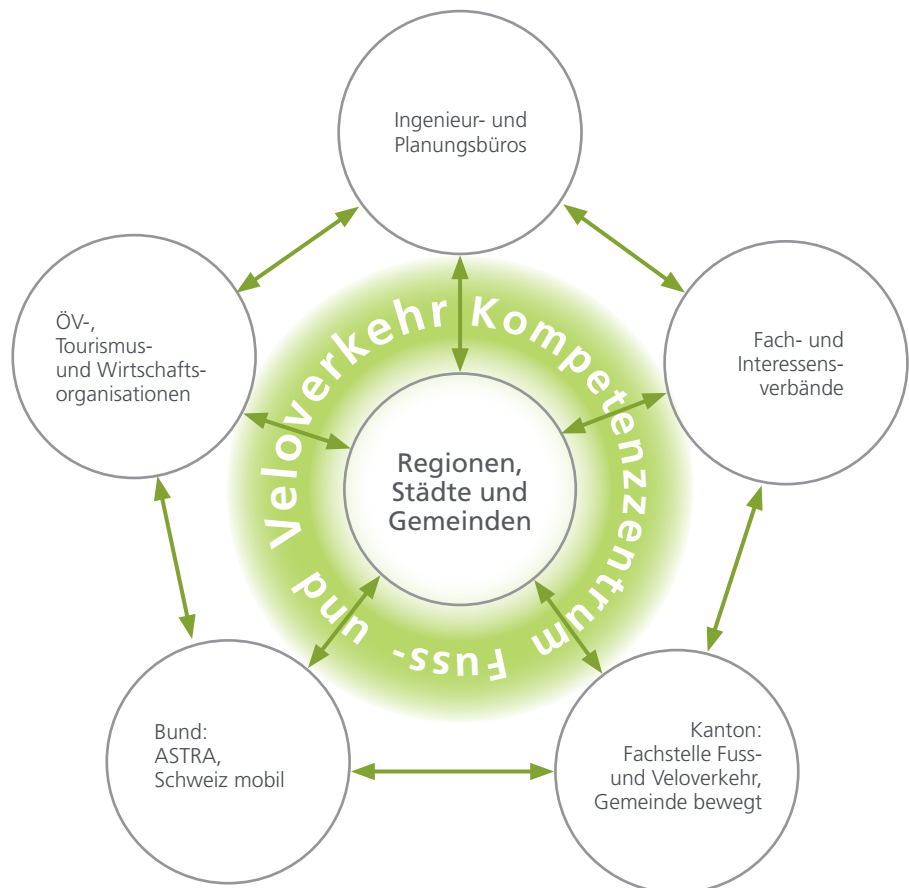 Ingenieur- und
Planungsbüros
ÖV-,
Tourismus-
und Wirtschafts-
organisationen
Fach- und
Interessens-
verbände
Kompetenzzentrum Fuss- und Veloverkehr
Regionen,
Städte und
Gemeinden
Bund:
ASTRA,
Schweiz mobil
Kanton:
Fachstelle Fuss-
und Veloverkehr,
Gemeinde bewegt